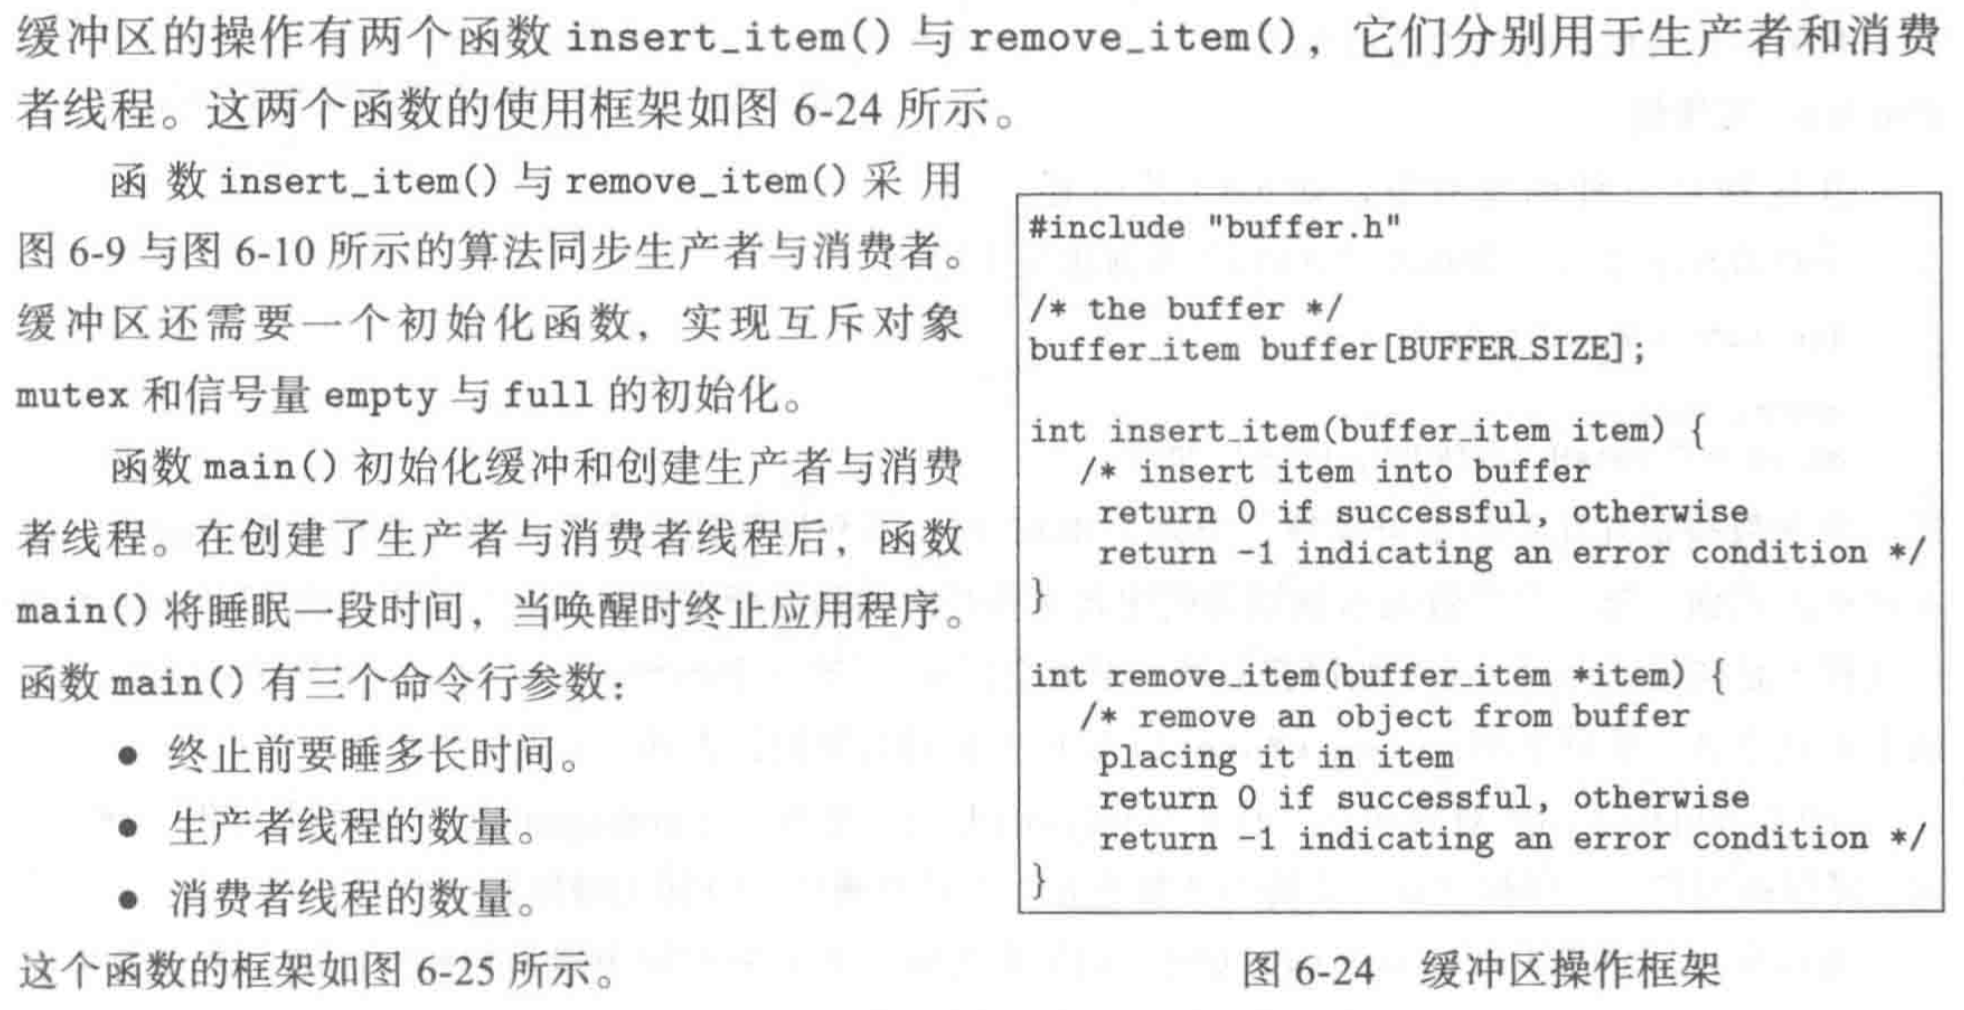 缓冲区的操作有两个函数 insert_item() 与 remove_item()，它们分别用于生产者和消费
者线程。这两个函数的使用框架如图 6-24 所示。
函数 insert_item() 与 remove_item() 采用
图 6-9 与图 6-10 所示的算法同步生产者与消费者。
缓冲区还需要一个初始化函数，实现互斥对象
mutex 和信号量 empty 与 full 的初始化。
函数 main() 初始化缓冲和创建生产者与消费
者线程。在创建了生产者与消费者线程后，函数
main() 将睡眠一段时间，当唤醒时终止应用程序。
函数 main() 有三个命令行参数：
● 终止前要睡多长时间。
● 生产者线程的数量。
● 消费者线程的数量。
这个函数的框架如图 6-25 所示。
#include "buffer.h"
/* the buffer */
buffer_item buffer[BUFFER_SIZE];
int insert_item(buffer_item item) {
/* insert item into buffer
return 0 if successful, otherwise
return -1 indicating an error condition */
}
int remove_item(buffer_item *item) {
/* remove an object from buffer
placing it in item
return 0 if successful, otherwise
return -1 indicating an error condition */
}
图 6-24 缓冲区操作框架